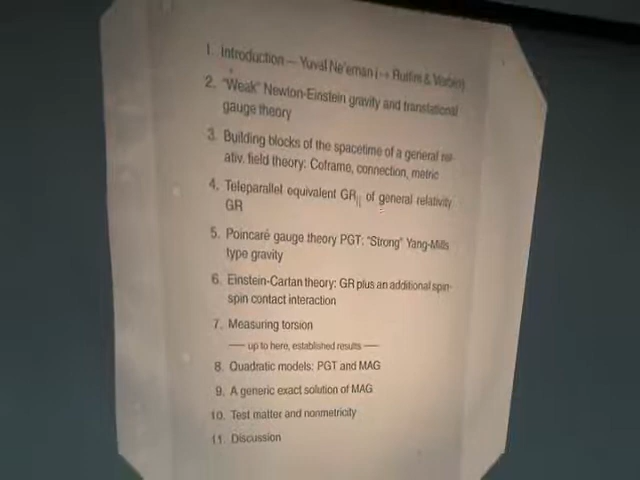 1. Introduction — Yuval Ne'eman (→ Ruffini & Verbin)
2. "Weak" Newton-Einstein gravity and translational
gauge theory
3. Building blocks of the spacetime of a general rel-
ativ. field theory: Coframe, connection, metric
4. Teleparallel equivalent GR|| of general relativity
GR
5. Poincaré gauge theory PGT: "Strong" Yang-Mills
type gravity
6. Einstein-Cartan theory: GR plus an additional spin-
spin contact interaction
7. Measuring torsion
— up to here, established results —
8. Quadratic models: PGT and MAG
9. A generic exact solution of MAG
10. Test matter and nonmetricity
11. Discussion